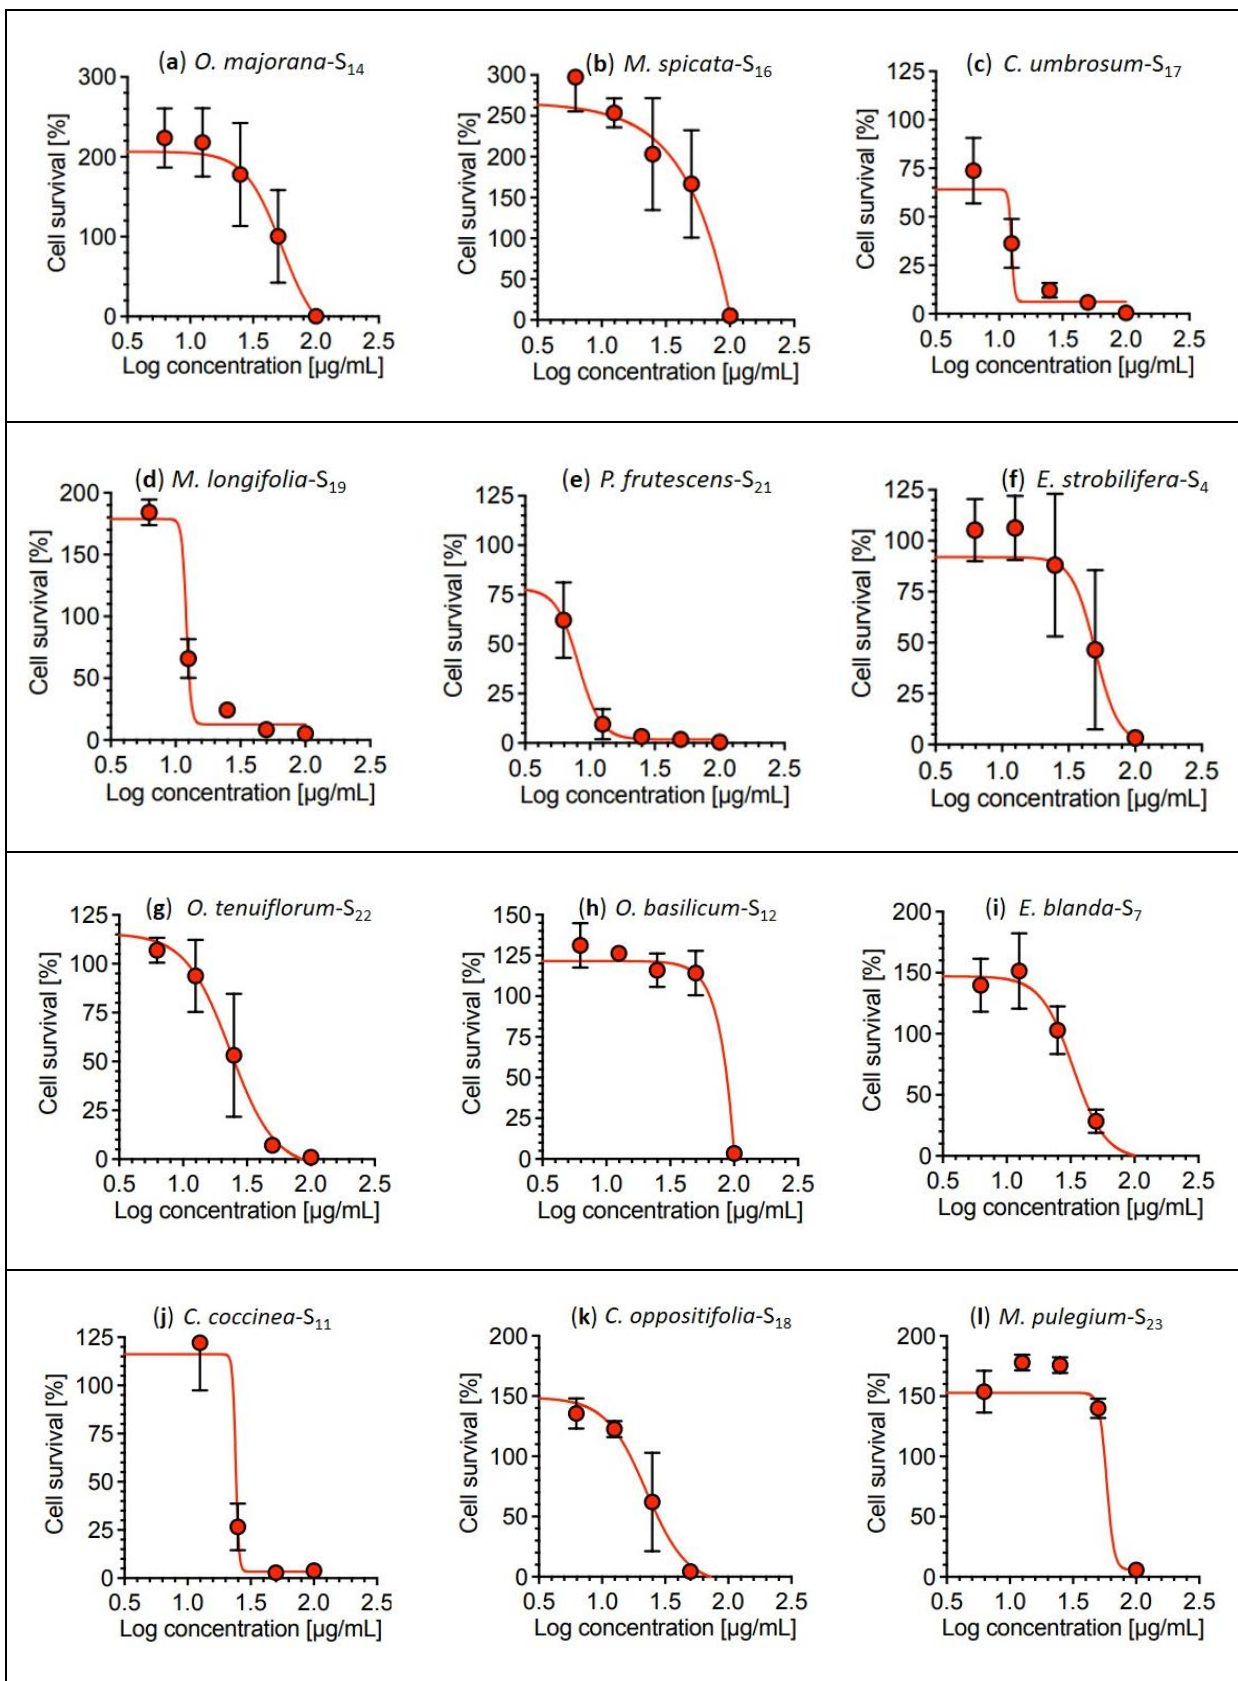 (a) O. majorana-S14
300
200
100
0
0.5 1.0 1.5 2.0 2.5
Cell survival [%]
Log concentration [µg/mL]
(b) M. spicata-S16
300
250
200
150
100
50
0
0.5 1.0 1.5 2.0 2.5
Cell survival [%]
Log concentration [µg/mL]
(c) C. umbrosum-S17
125
100
75
50
25
0
0.5 1.0 1.5 2.0 2.5
Cell survival [%]
Log concentration [µg/mL]
(d) M. longifolia-S19
200
150
100
50
0
0.5 1.0 1.5 2.0 2.5
Cell survival [%]
Log concentration [µg/mL]
(e) P. frutescens-S21
125
100
75
50
25
0
0.5 1.0 1.5 2.0 2.5
Cell survival [%]
Log concentration [µg/mL]
(f) E. strobilifera-S4
125
100
75
50
25
0
0.5 1.0 1.5 2.0 2.5
Cell survival [%]
Log concentration [µg/mL]
(g) O. tenuiflorum-S22
125
100
75
50
25
0
0.5 1.0 1.5 2.0 2.5
Cell survival [%]
Log concentration [µg/mL]
(h) O. basilicum-S12
150
125
100
75
50
25
0
0.5 1.0 1.5 2.0 2.5
Cell survival [%]
Log concentration [µg/mL]
(i) E. blanda-S7
200
150
100
50
0
0.5 1.0 1.5 2.0 2.5
Cell survival [%]
Log concentration [µg/mL]
(j) C. coccinea-S11
125
100
75
50
25
0
0.5 1.0 1.5 2.0 2.5
Cell survival [%]
Log concentration [µg/mL]
(k) C. oppositifolia-S18
200
150
100
50
0
0.5 1.0 1.5 2.0 2.5
Cell survival [%]
Log concentration [µg/mL]
(l) M. pulegium-S23
200
150
100
50
0
0.5 1.0 1.5 2.0 2.5
Cell survival [%]
Log concentration [µg/mL]